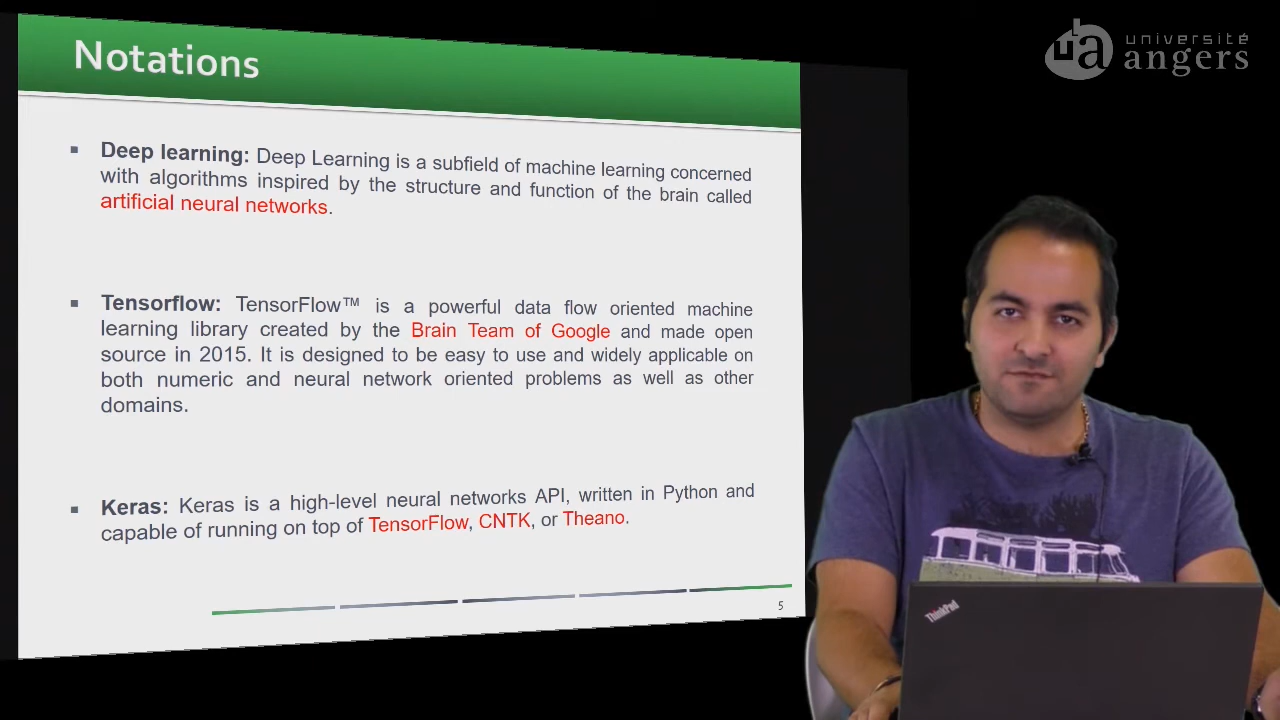 Notations
université
angers
▪ Deep learning: Deep Learning is a subfield of machine learning concerned
with algorithms inspired by the structure and function of the brain called
artificial neural networks.
▪ Tensorflow: TensorFlow™ is a powerful data flow oriented machine
learning library created by the Brain Team of Google and made open
source in 2015. It is designed to be easy to use and widely applicable on
both numeric and neural network oriented problems as well as other
domains.
▪ Keras: Keras is a high-level neural networks API, written in Python and
capable of running on top of TensorFlow, CNTK, or Theano.
5
ThinkPad